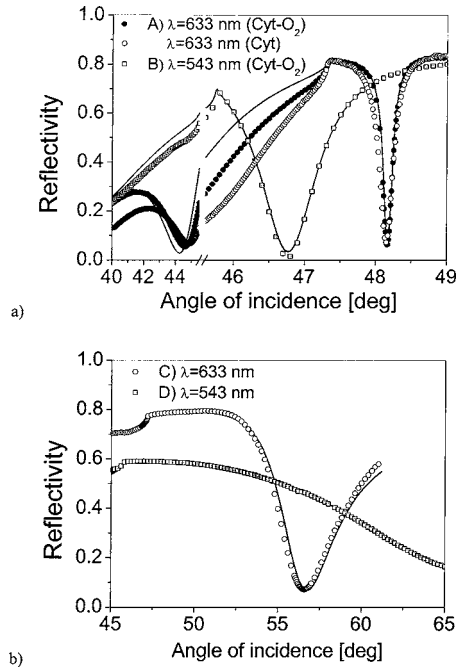 A) λ=633 nm (Cyt-O₂)
λ=633 nm (Cyt)
B) λ=543 nm (Cyt-O₂)
Reflectivity
1.0
0.8
0.6
0.4
0.2
0.0
40 42 44 46 47 48 49
Angle of incidence [deg]
a)
C) λ=633 nm
D) λ=543 nm
Reflectivity
1.0
0.8
0.6
0.4
0.2
0.0
45 50 55 60 65
Angle of incidence [deg]
b)